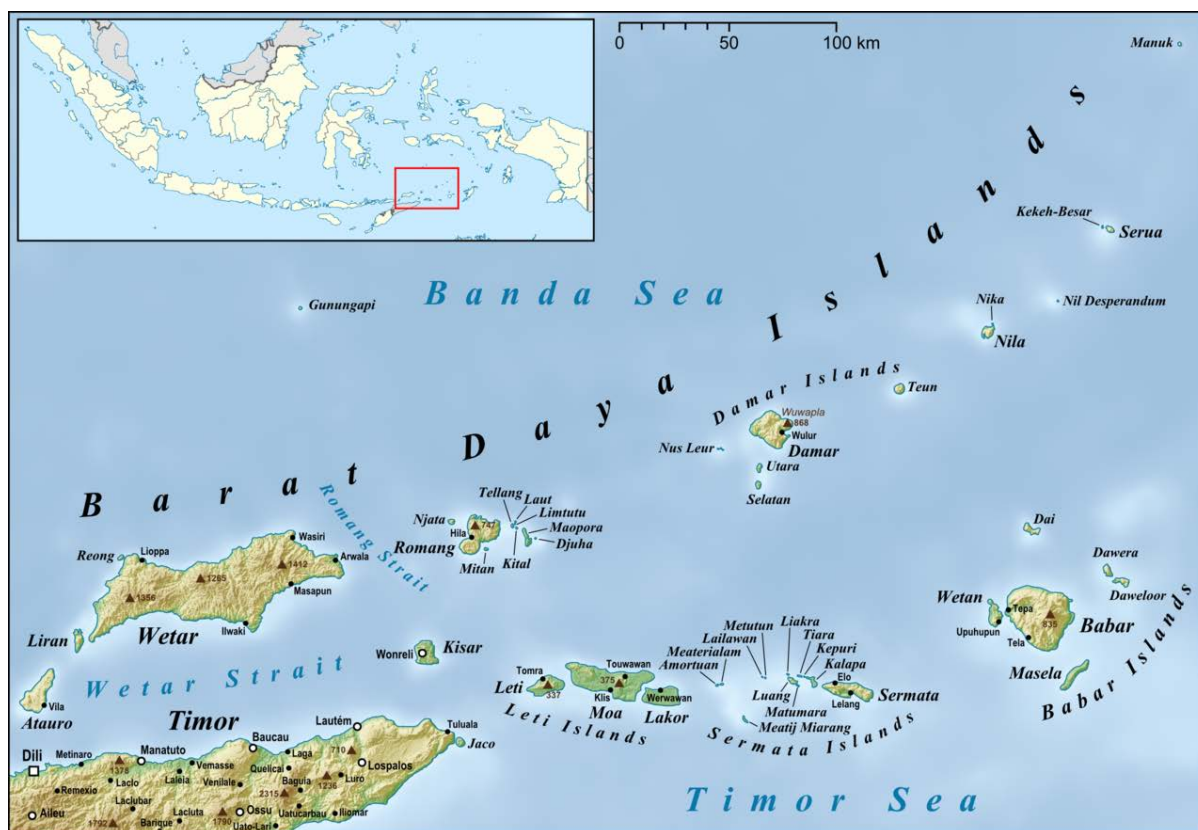 0 50 100 km
Manuk
Kekeh-Besar
Serua
Banda Sea
Gunungapi
Nika
Nil Desperandum
Nila
Barat Daya Islands
Damar Islands
Teun
Wuwapla
868
Wulur
Nus Leur
Damar
Utara
Selatan
Romang Strait
Tellang
Laut
Limtutu
Maopora
Djuha
Njata
747
Hila
Romang
Mitan
Kital
Dai
Wasiri
Reong
Lioppa
Arwala
1412
1285
1356
Masapun
Ilwaki
Wetar
Liran
Dawera
Daweloor
Wetan
Tepa
Upuhupun
835
Tela
Babar
Masela
Babar Islands
Wonreli
Kisar
Wetar Strait
Metutun
Liakra
Lailawan
Tiara
Meaterialam
Kepuri
Amortuan
Kalapa
Elo
Lelang
Sermata
Luang
Matumara
Meatij Miarang
Sermata Islands
Tomra
Touwawan
375
337
Leti
Klis
Werwawan
Moa
Lakor
Leti Islands
Vila
Atauro
Timor
Lautém
Tuluala
Jaco
Baucau
Dili
Metinaro
Manatuto
Laga
710
1378
Vemasse
Quelicai
Lospalos
Laclo
Laleia
Venilale
Baguia
1236
Luro
Remexio
2315
Laclubar
Ossu
Uatucarbau
Iliomar
Aileu
1792
Barique
Lacluta
1790
Uato-Lari
Timor Sea